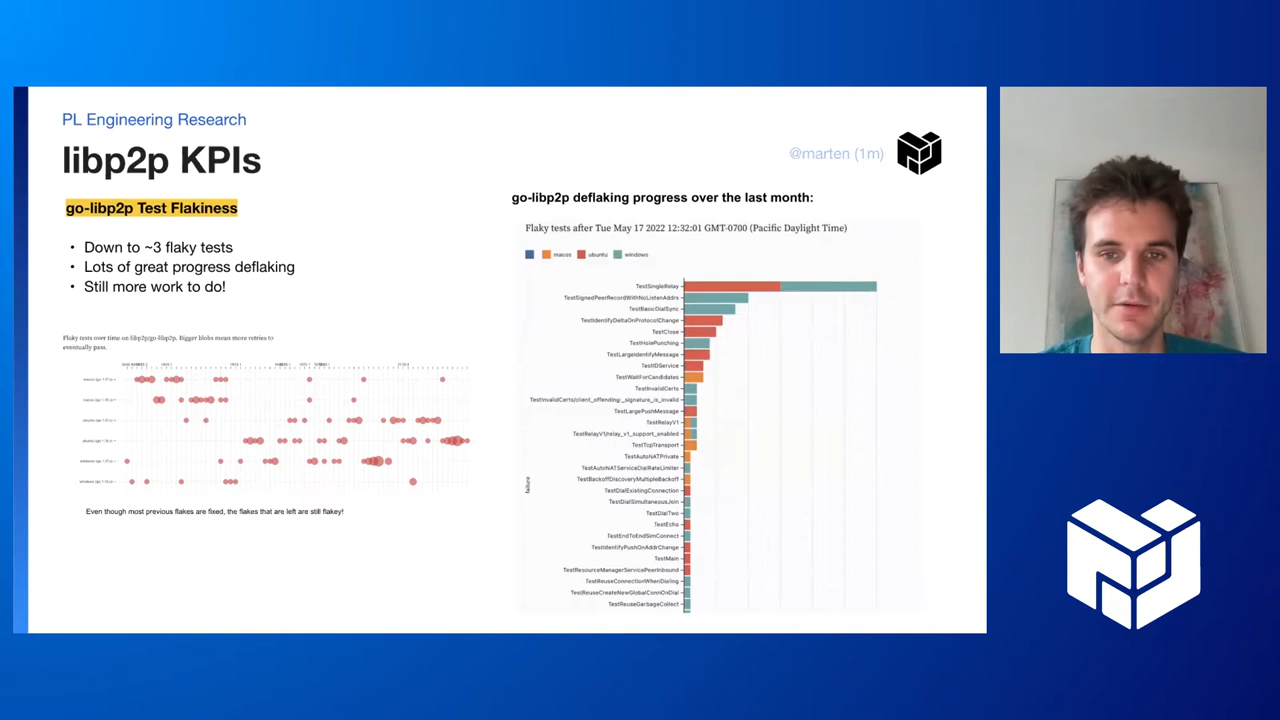 PL Engineering Research
libp2p KPIs
@marten (1m)
go-libp2p Test Flakiness
• Down to ~3 flaky tests
• Lots of great progress deflaking
• Still more work to do!
Flaky tests over time on libp2p/go-libp2p. Bigger blobs mean more retries to
eventually pass.
Even though most previous flakes are fixed, the flakes that are left are still flakey!
go-libp2p deflaking progress over the last month:
Flaky tests after Tue May 17 2022 12:32:01 GMT-0700 (Pacific Daylight Time)
macos ubuntu windows
failure
TestSingleRelay
TestSignedPeerRecordWithNoListenAddrs
TestBasicDialSync
TestIdentifyDeltaOnProtocolChange
TestClose
TestHolePunching
TestLargeIdentifyMessage
TestIDService
TestWaitForCandidates
TestInvalidCerts
TestInvalidCerts/client_offending:_signature_is_invalid
TestLargePushMessage
TestRelayV1
TestRelayV1/relay_v1_support_enabled
TestTcpTransport
TestAutoNATPrivate
TestAutoNATServiceDialRateLimiter
TestBackoffDiscoveryMultipleBackoff
TestDialExistingConnection
TestDialSimultaneousJoin
TestDialTwo
TestEcho
TestEndToEndSimConnect
TestIdentifyPushOnAddrChange
TestMain
TestResourceManagerServicePeerInbound
TestReuseConnectionWhenDialing
TestReuseCreateNewGlobalConnOnDial
TestReuseGarbageCollect